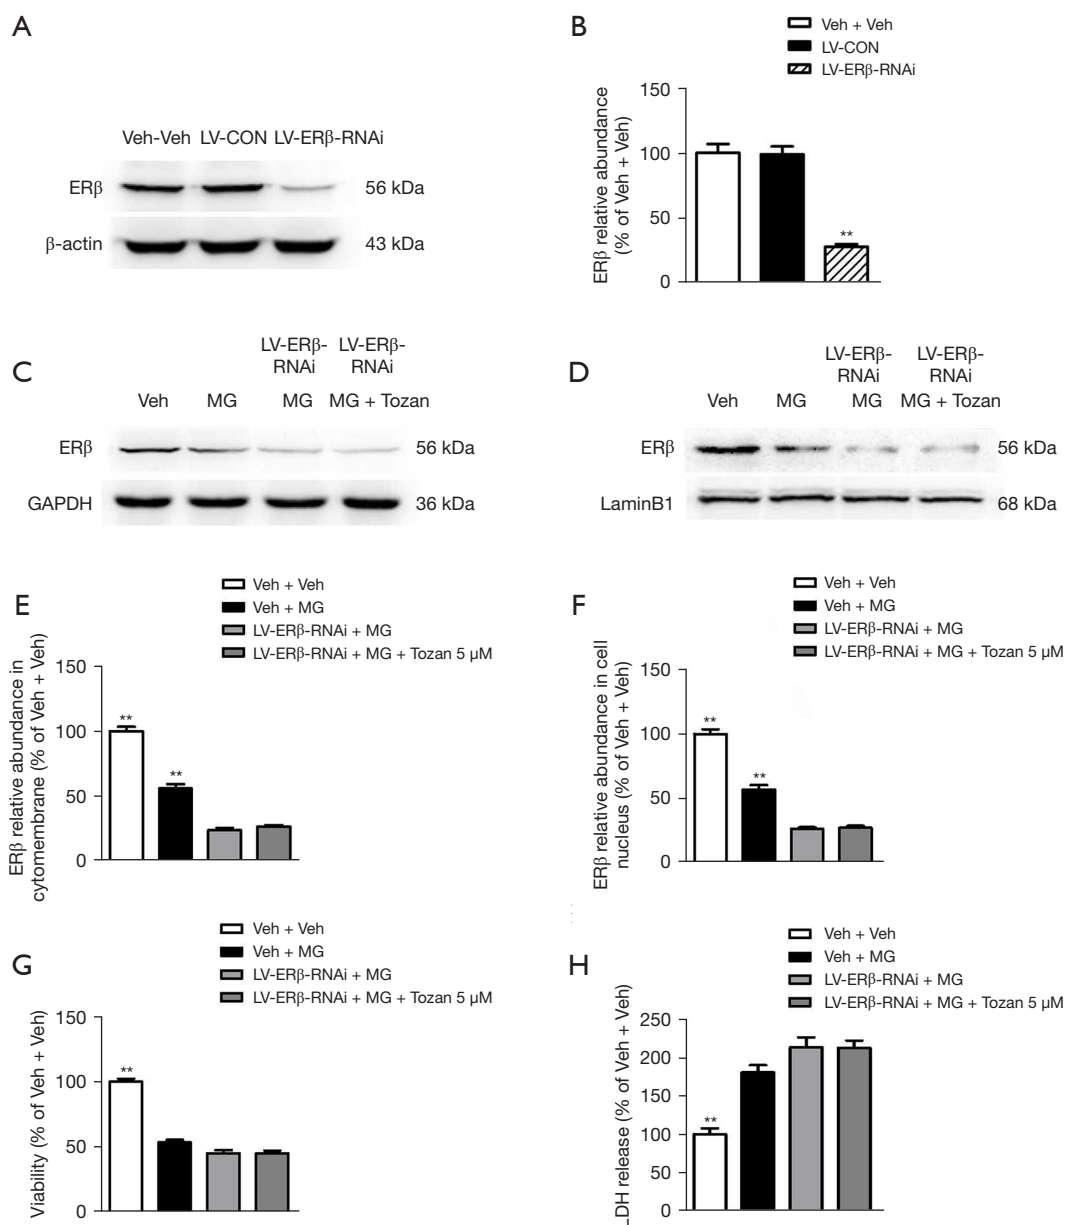 A
Veh-Veh LV-CON LV-ERβ-RNAi
ERβ 56 kDa
β-actin 43 kDa
B
Veh + Veh
LV-CON
LV-ERβ-RNAi
ERβ relative abundance
(% of Veh + Veh)
150
100
50
0
**
C
LV-ERβ- LV-ERβ-
RNAi RNAi
Veh MG MG MG + Tozan
ERβ 56 kDa
GAPDH 36 kDa
D
LV-ERβ- LV-ERβ-
RNAi RNAi
Veh MG MG MG + Tozan
ERβ 56 kDa
LaminB1 68 kDa
E
Veh + Veh
Veh + MG
LV-ERβ-RNAi + MG
LV-ERβ-RNAi + MG + Tozan 5 µM
ERβ relative abundance in
cytomembrane (% of Veh + Veh)
150
100
50
0
**
**
F
Veh + Veh
Veh + MG
LV-ERβ-RNAi + MG
LV-ERβ-RNAi + MG + Tozan 5 µM
ERβ relative abundance in cell
nucleus (% of Veh + Veh)
150
100
50
0
**
**
G
Veh + Veh
Veh + MG
LV-ERβ-RNAi + MG
LV-ERβ-RNAi + MG + Tozan 5 µM
Viability (% of Veh + Veh)
150
100
50
0
**
H
Veh + Veh
Veh + MG
LV-ERβ-RNAi + MG
LV-ERβ-RNAi + MG + Tozan 5 µM
LDH release (% of Veh + Veh)
250
200
150
100
50
0
**